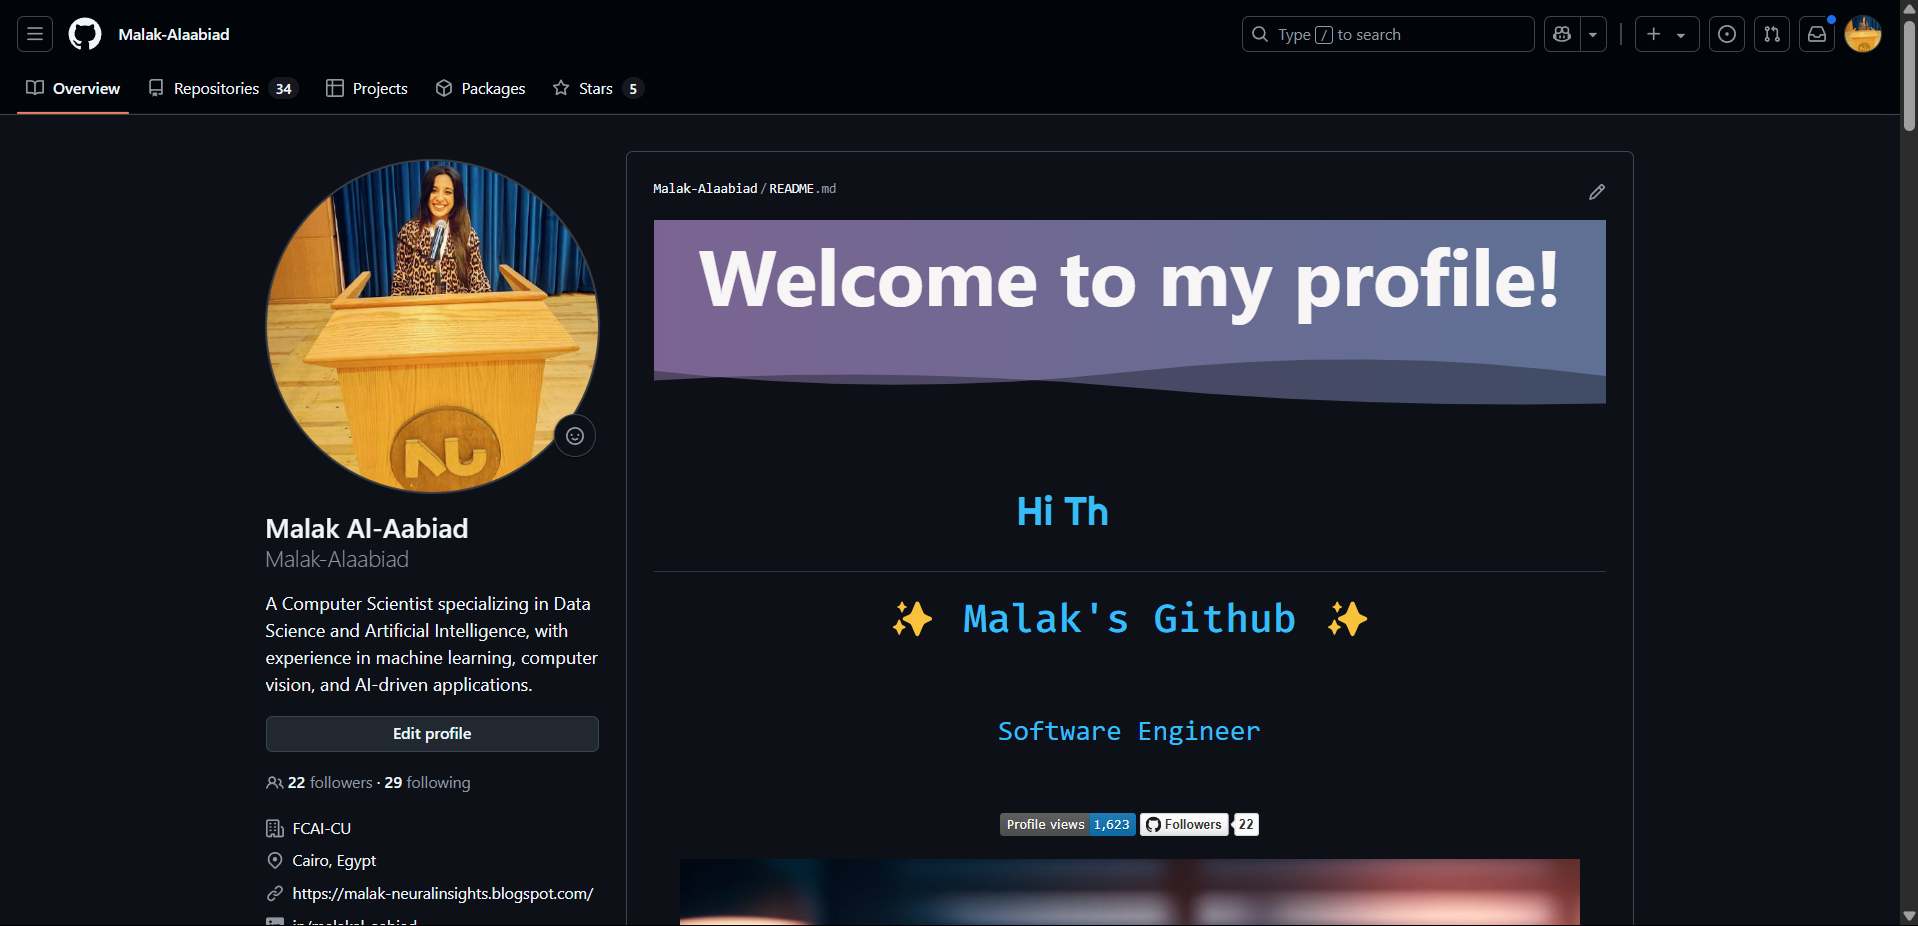 Malak-Alaabiad
Type / to search
Overview
Repositories 34
Projects
Packages
Stars 5
Malak-Alaabiad/README.md
Welcome to my profile!
NU
Hi Th
✨ Malak's Github ✨
Software Engineer
Profile views 1,623
Followers 22
Malak Al-Aabiad
Malak-Alaabiad
A Computer Scientist specializing in Data
Science and Artificial Intelligence, with
experience in machine learning, computer
vision, and AI-driven applications.
Edit profile
22 followers · 29 following
FCAI-CU
Cairo, Egypt
https://malak-neuralinsights.blogspot.com/